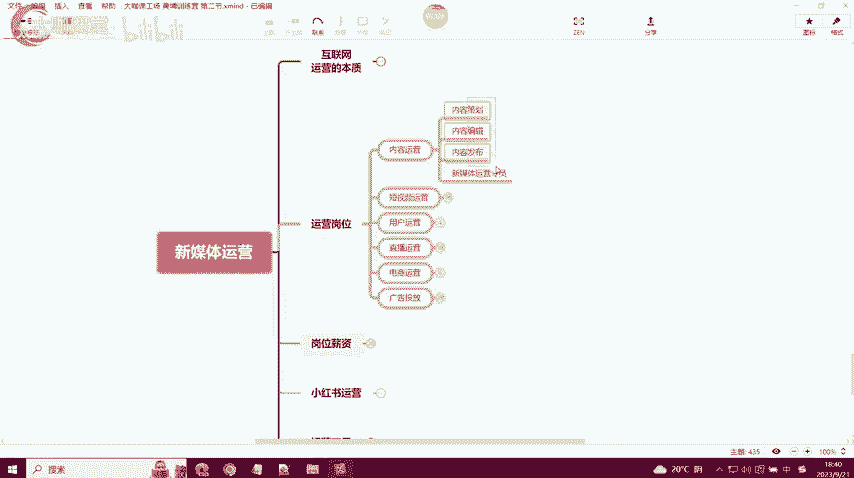 文件 编辑 插入 查看 帮助 大咖课工场 黄埔训练营 第二节.xmind - 已编辑
bilibili
ZEN
分享
图标
格式
互联网
运营的本质
内容策划
内容编辑
内容运营
内容发布
新媒体运营专员
短视频运营
用户运营
运营岗位
直播运营
新媒体运营
电商运营
广告投放
岗位薪资
小红书运营
主题: 435
100%
搜索
20°C 阴
中
18:40
2023/9/21